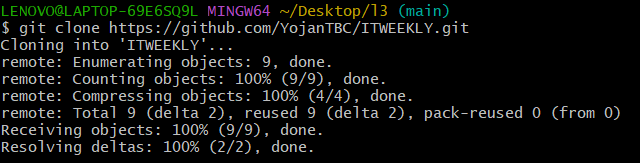 LENOVO@LAPTOP-69E6SQ9L MINGW64 ~/Desktop/l3 (main)
$ git clone https://github.com/YojanTBC/ITWEEKLY.git
Cloning into 'ITWEEKLY'...
remote: Enumerating objects: 9, done.
remote: Counting objects: 100% (9/9), done.
remote: Compressing objects: 100% (4/4), done.
remote: Total 9 (delta 2), reused 9 (delta 2), pack-reused 0 (from 0)
Receiving objects: 100% (9/9), done.
Resolving deltas: 100% (2/2), done.